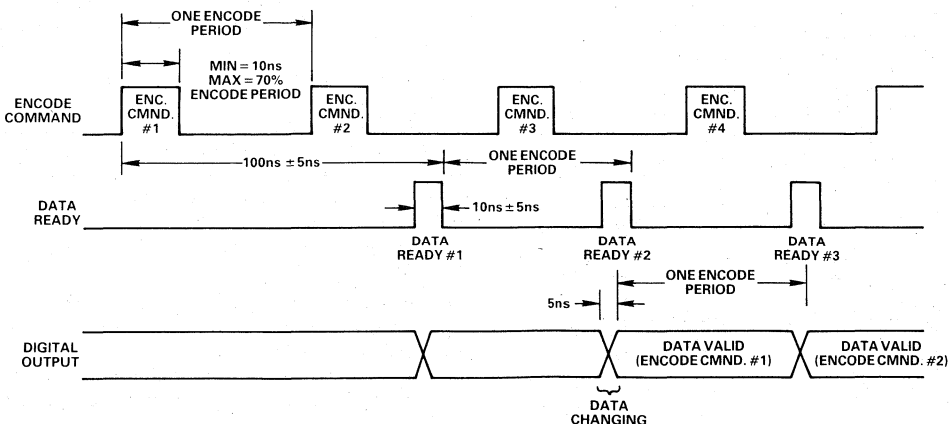 ONE ENCODE
PERIOD
MIN = 10ns
MAX = 70%
ENCODE PERIOD
ENCODE
COMMAND
ENC.
CMND.
#1
ENC.
CMND.
#2
ENC.
CMND.
#3
ENC.
CMND.
#4
100ns ±5ns
ONE ENCODE
PERIOD
DATA
READY
10ns ±5ns
DATA
READY #1
DATA
READY #2
DATA
READY #3
ONE ENCODE
PERIOD
5ns
DIGITAL
OUTPUT
DATA VALID
(ENCODE CMND. #1)
DATA VALID
(ENCODE CMND. #2)
DATA
CHANGING